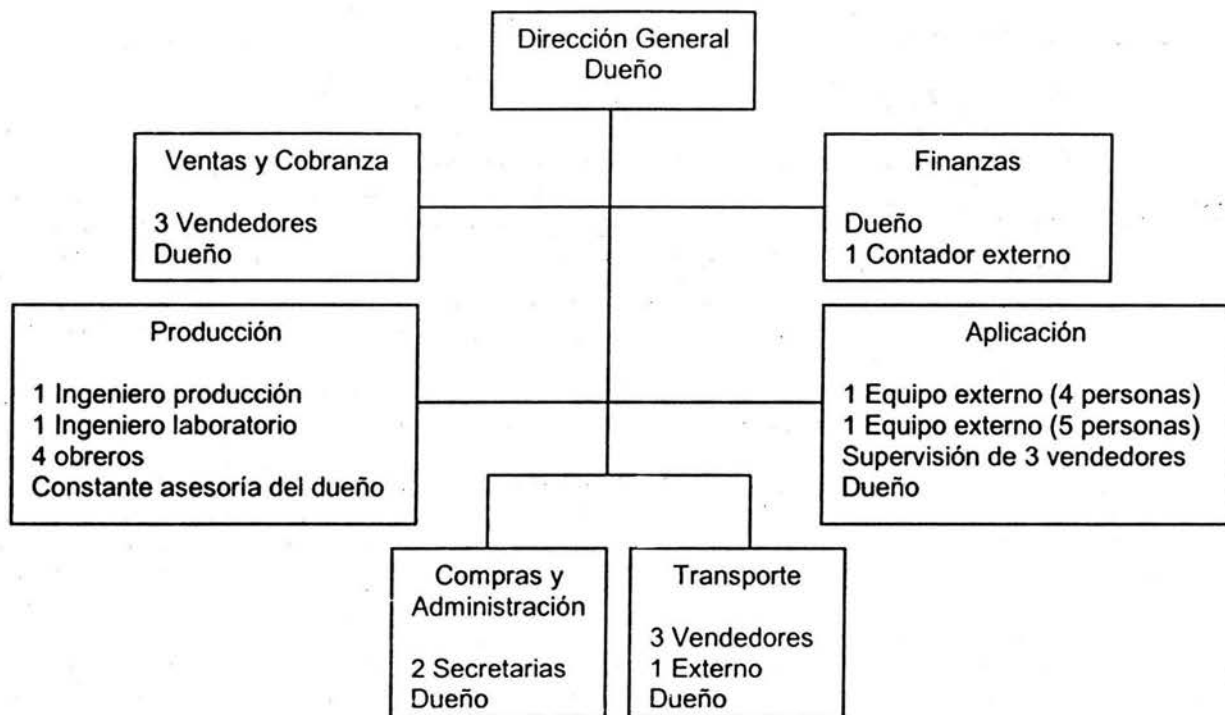 Dirección General
Dueño
Ventas y Cobranza
3 Vendedores
Dueño
Finanzas
Dueño
1 Contador externo
Producción
1 Ingeniero producción
1 Ingeniero laboratorio
4 obreros
Constante asesoría del dueño
Aplicación
1 Equipo externo (4 personas)
1 Equipo externo (5 personas)
Supervisión de 3 vendedores
Dueño
Compras y
Administración
2 Secretarias
Dueño
Transporte
3 Vendedores
1 Externo
Dueño